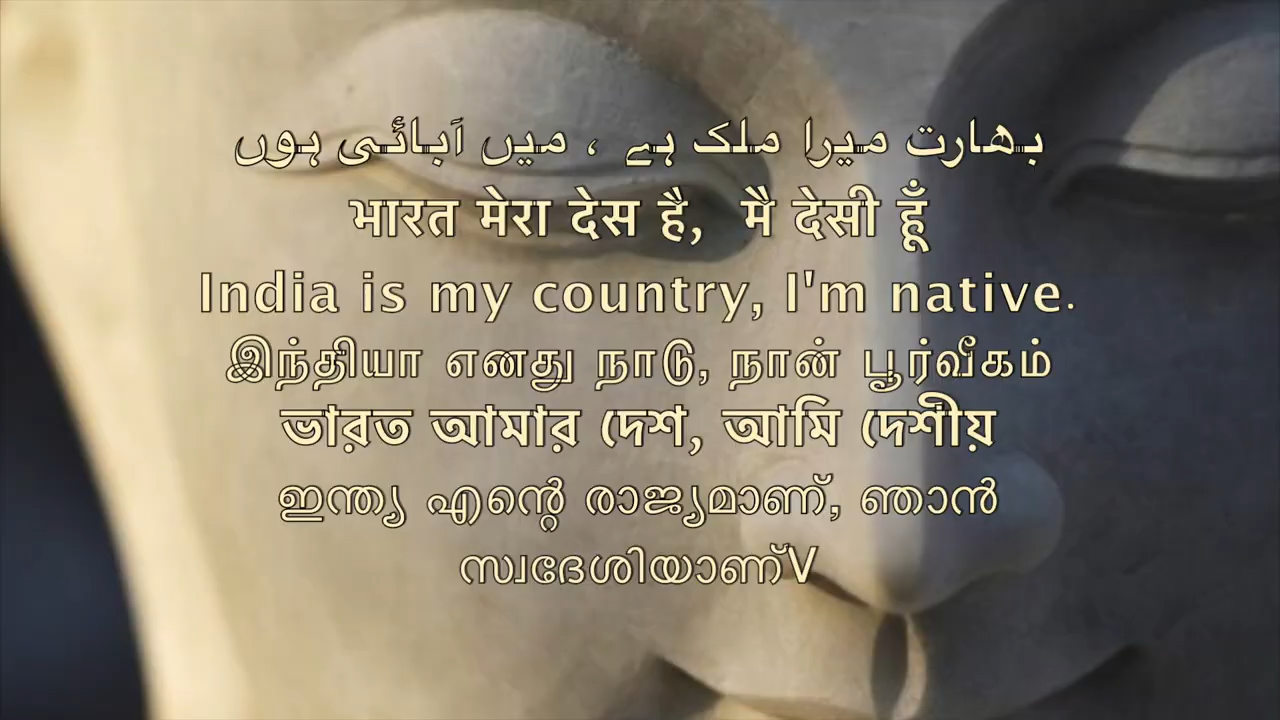 بھارت میرا ملک ہے ، میں آبائی ہوں
भारत मेरा देस है, मै देसी हूँ
India is my country, I'm native.
இந்தியா எனது நாடு, நான் பூர்வீகம்
ভারত আমার দেশ, আমি দেশীয়
ഇന്ത്യ എന്റെ രാജ്യമാണ്, ഞാൻ
സ്വദേശിയാണ്V